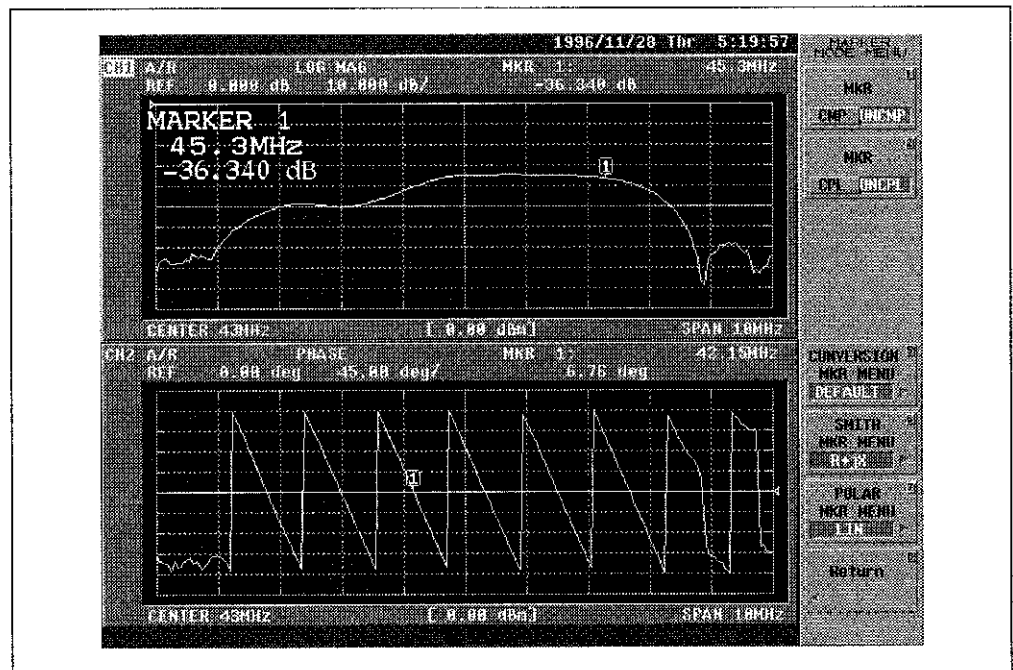 1996/11/28 Thr 5:19:57
CH1 A/R LOG MAG MKR 1: 45.3MHz
REF 0.000 dB 10.000 dB/ -36.340 dB
MARKER 1
45.3MHz
-36.340 dB
1
CENTER 43MHz [ 0.00 dBm] SPAN 10MHz
CH2 A/R PHASE MKR 1: 42.15MHz
REF 0.00 deg 45.00 deg/ 6.76 deg
1
CENTER 43MHz [ 0.00 dBm] SPAN 10MHz
MARKER
MODE MENU
MKR
CMP UNCMP
MKR
CPL UNCPL
CONVERSION
MKR MENU
DEFAULT
SMITH
MKR MENU
R+jX
POLAR
MKR MENU
LIN
Return